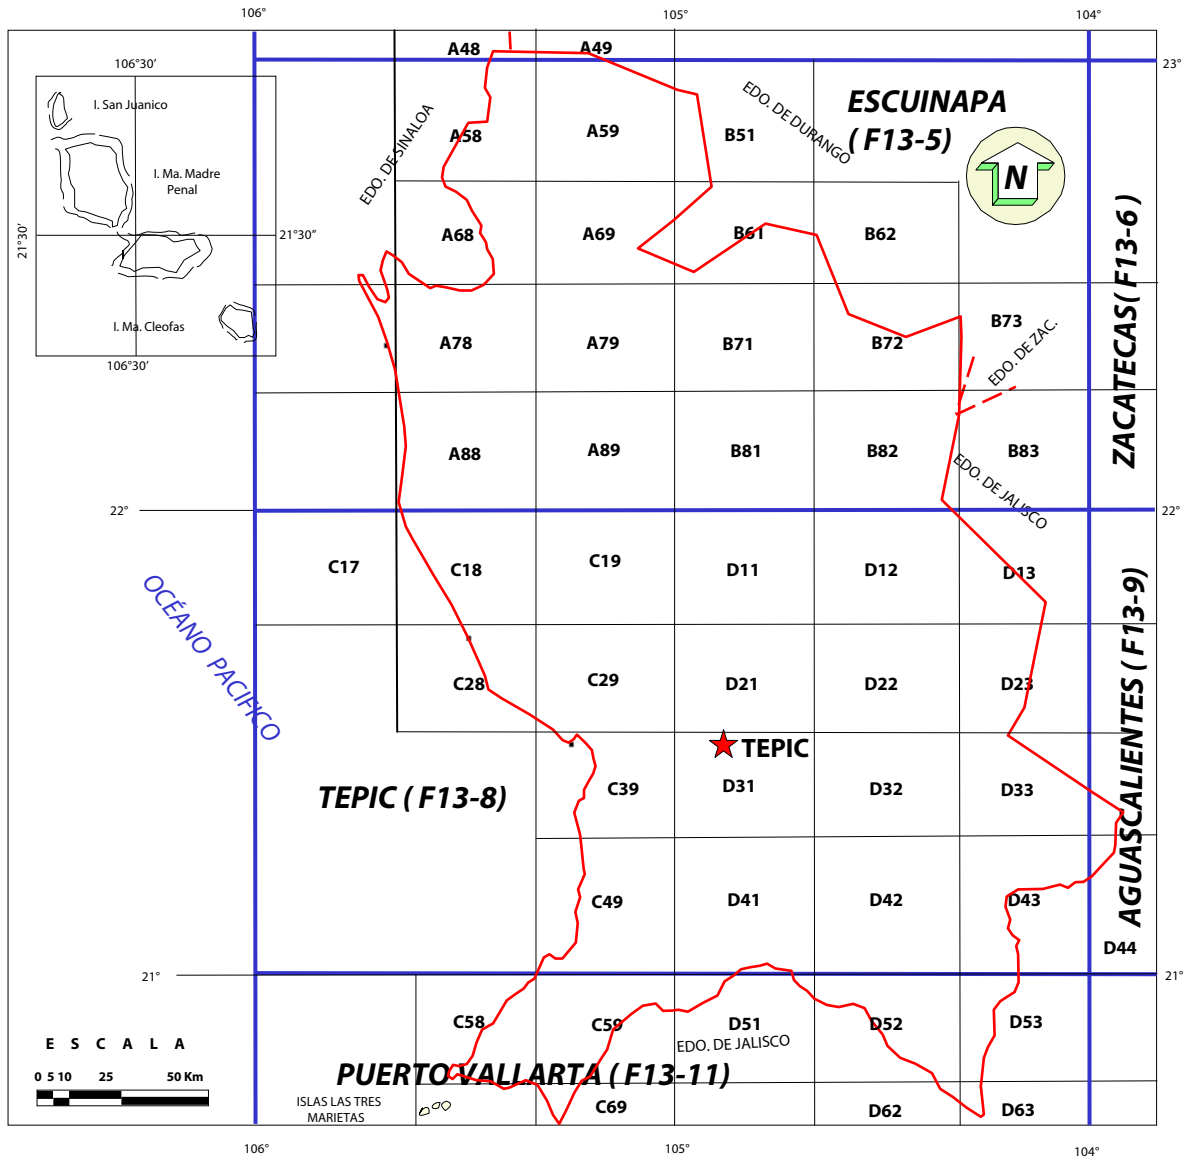 106°
105°
104°
A48
A49
23°
106°30'
I. San Juanico
I. Ma. Madre
Penal
21°30'
21°30''
I. Ma. Cleofas
106°30'
EDO. DE SINALOA
EDO. DE DURANGO
ESCUINAPA
( F13-5)
N
A58
A59
B51
A68
A69
B61
B62
ZACATECAS( F13-6 )
B73
A78
A79
B71
B72
EDO. DE ZAC.
A88
A89
B81
B82
B83
EDO. DE JALISCO
22°
22°
C17
C18
C19
D11
D12
D13
OCÉANO PACIFICO
C28
C29
D21
D22
D23
AGUASCALIENTES ( F13-9)
TEPIC
TEPIC ( F13-8)
C39
D31
D32
D33
C49
D41
D42
D43
D44
21°
21°
C58
C59
D51
D52
D53
EDO. DE JALISCO
E S C A L A
0 5 10 25 50 Km
PUERTO VALLARTA ( F13-11)
ISLAS LAS TRES
MARIETAS
C69
D62
D63
106°
105°
104°